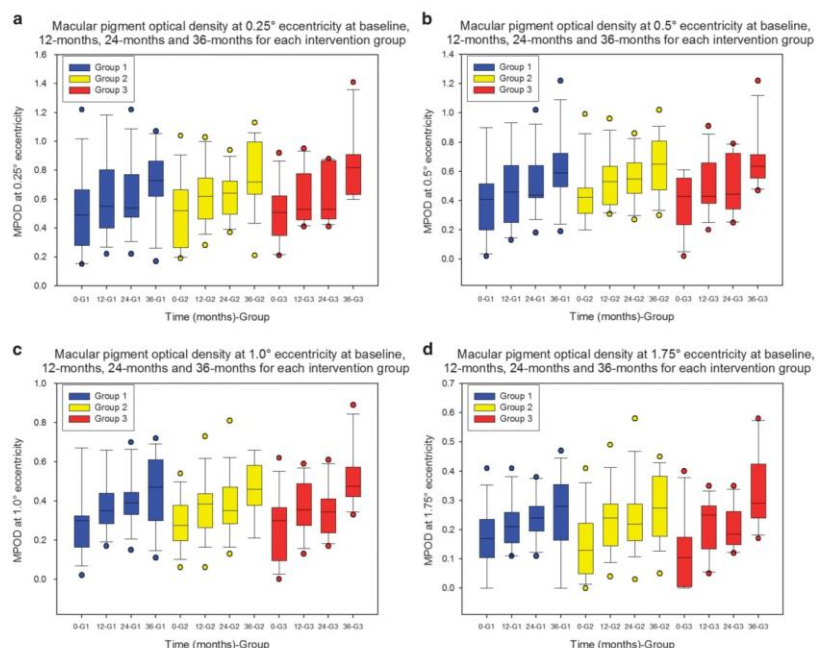 a
Macular pigment optical density at 0.25° eccentricity at baseline,
12-months, 24-months and 36-months for each intervention group
1.6
1.4
1.2
1.0
0.8
0.6
0.4
0.2
0.0
MPOD at 0.25° eccentricity
Group 1
Group 2
Group 3
0-G1 12-G1 24-G1 36-G1 0-G2 12-G2 24-G2 36-G2 0-G3 12-G3 24-G3 36-G3
Time (months)-Group
b
Macular pigment optical density at 0.5° eccentricity at baseline,
12-months, 24-months and 36-months for each intervention group
1.4
1.2
1.0
0.8
0.6
0.4
0.2
0.0
MPOD at 0.5° eccentricity
Group 1
Group 2
Group 3
0-G1 12-G1 24-G1 36-G1 0-G2 12-G2 24-G2 36-G2 0-G3 12-G3 24-G3 36-G3
Time (months)-Group
c
Macular pigment optical density at 1.0° eccentricity at baseline,
12-months, 24-months and 36-months for each intervention group
1.0
0.8
0.6
0.4
0.2
0.0
MPOD at 1.0° eccentricity
Group 1
Group 2
Group 3
0-G1 12-G1 24-G1 36-G1 0-G2 12-G2 24-G2 36-G2 0-G3 12-G3 24-G3 36-G3
Time (months)-Group
d
Macular pigment optical density at 1.75° eccentricity at baseline,
12-months, 24-months and 36-months for each intervention group
0.7
0.6
0.5
0.4
0.3
0.2
0.1
0.0
MPOD at 1.75° eccentricity
Group 1
Group 2
Group 3
0-G1 12-G1 24-G1 36-G1 0-G2 12-G2 24-G2 36-G2 0-G3 12-G3 24-G3 36-G3
Time (months)-Group